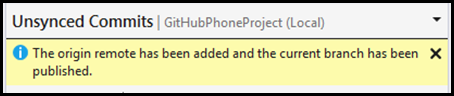 Unsynced Commits | GitHubPhoneProject (Local)
The origin remote has been added and the current branch has been
published.